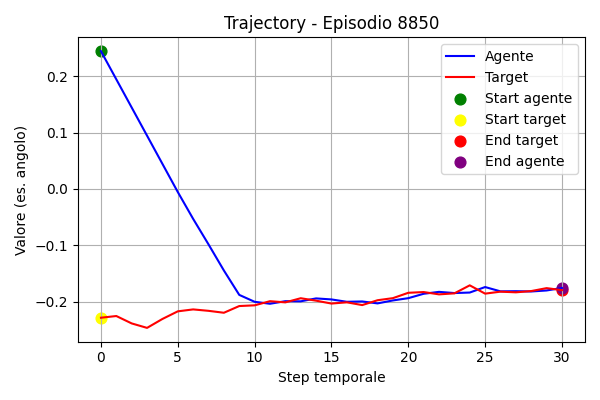 Trajectory - Episodio 8850
Valore (es. angolo)
0.2
0.1
0.0
−0.1
−0.2
0
5
10
15
20
25
30
Step temporale
Agente
Target
Start agente
Start target
End target
End agente